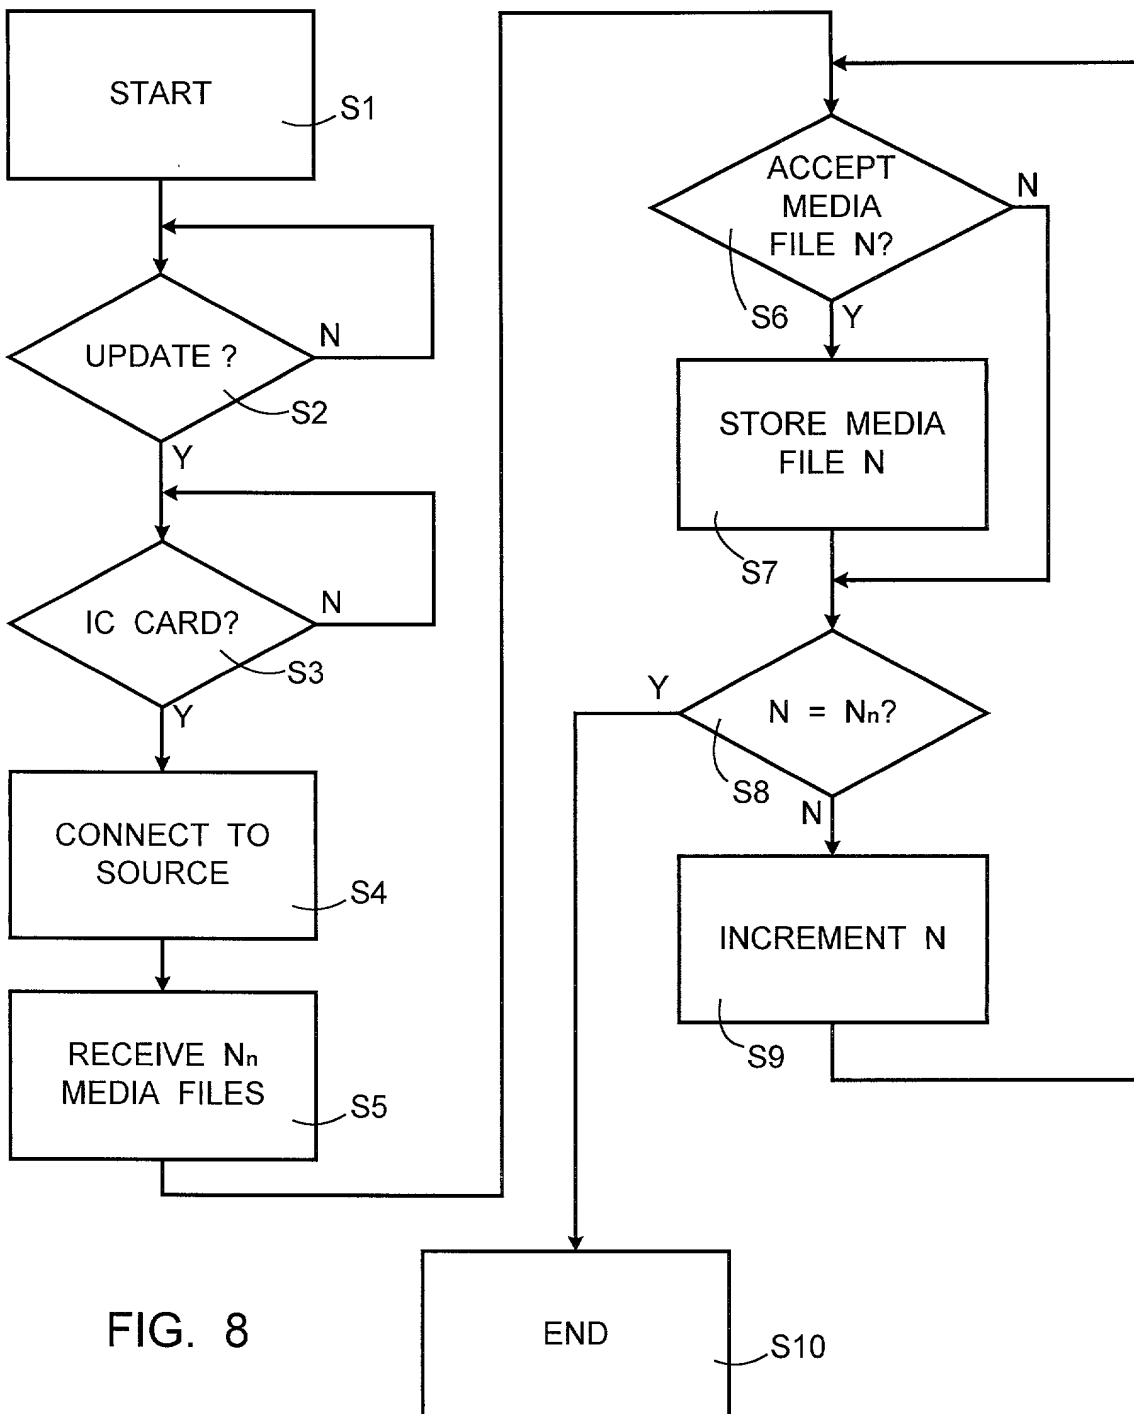 START
S1
UPDATE ?
N
S2
Y
IC CARD?
N
S3
Y
CONNECT TO
SOURCE
S4
RECEIVE Nn
MEDIA FILES
S5
ACCEPT
MEDIA
FILE N?
N
S6
Y
STORE MEDIA
FILE N
S7
N = Nn?
Y
S8
N
INCREMENT N
S9
END
S10
FIG. 8